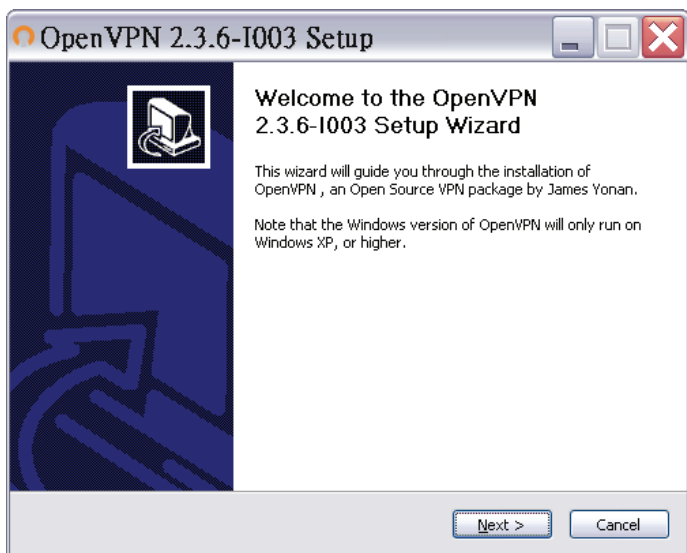 OpenVPN 2.3.6-I003 Setup
Welcome to the OpenVPN
2.3.6-I003 Setup Wizard
This wizard will guide you through the installation of
OpenVPN , an Open Source VPN package by James Yonan.
Note that the Windows version of OpenVPN will only run on
Windows XP, or higher.
Next >
Cancel